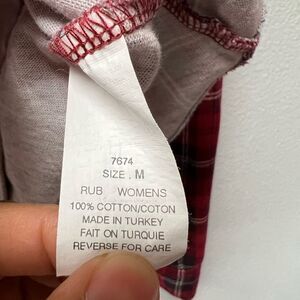 7674
SIZE . M
RUB WOMENS
100% COTTON/COTON
MADE IN TURKEY
FAIT ON TURQUIE
REVERSE FOR CARE